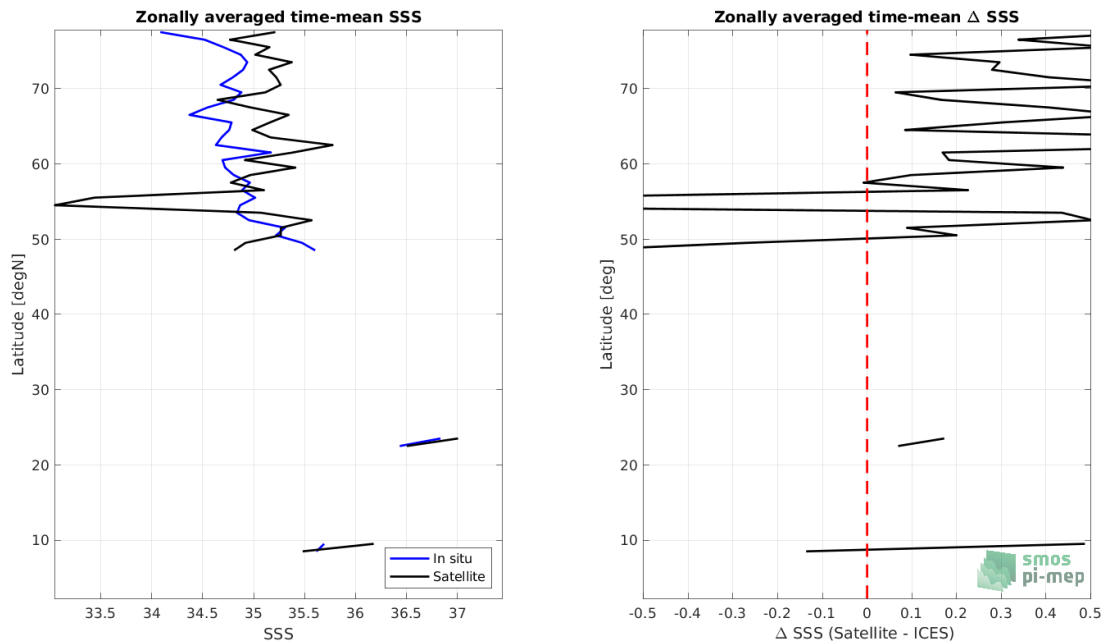 Zonally averaged time-mean SSS
Latitude [degN]
70
60
50
40
30
20
10
33.5 34 34.5 35 35.5 36 36.5 37
SSS
In situ
Satellite
Zonally averaged time-mean Δ SSS
Latitude [deg]
70
60
50
40
30
20
10
-0.5 -0.4 -0.3 -0.2 -0.1 0 0.1 0.2 0.3 0.4 0.5
Δ SSS (Satellite - ICES)
smos
pi-mep